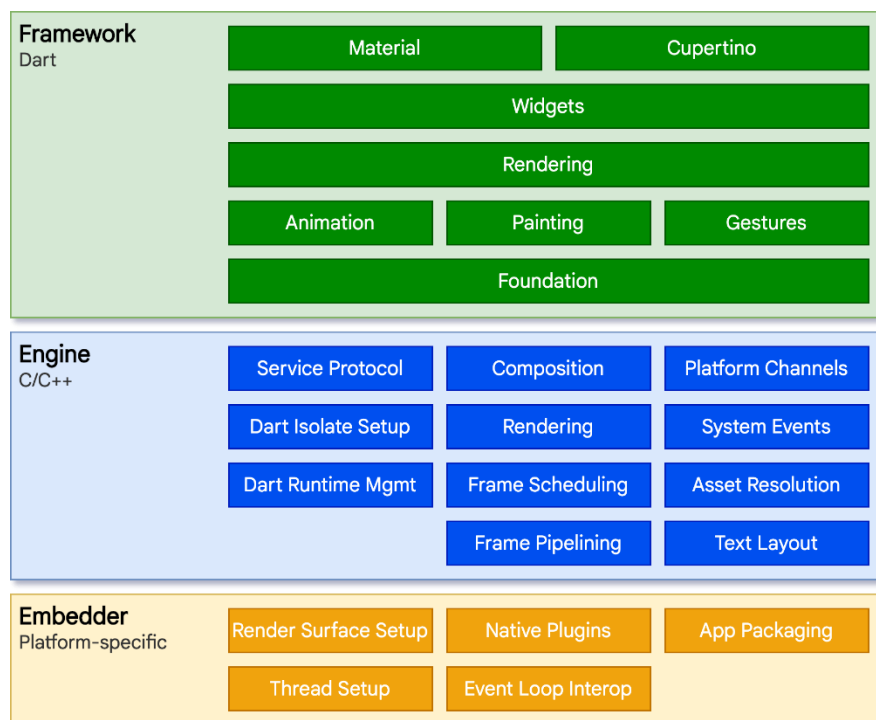 Framework
Dart
Material
Cupertino
Widgets
Rendering
Animation
Painting
Gestures
Foundation
Engine
C/C++
Service Protocol
Composition
Platform Channels
Dart Isolate Setup
Rendering
System Events
Dart Runtime Mgmt
Frame Scheduling
Asset Resolution
Frame Pipelining
Text Layout
Embedder
Platform-specific
Render Surface Setup
Native Plugins
App Packaging
Thread Setup
Event Loop Interop